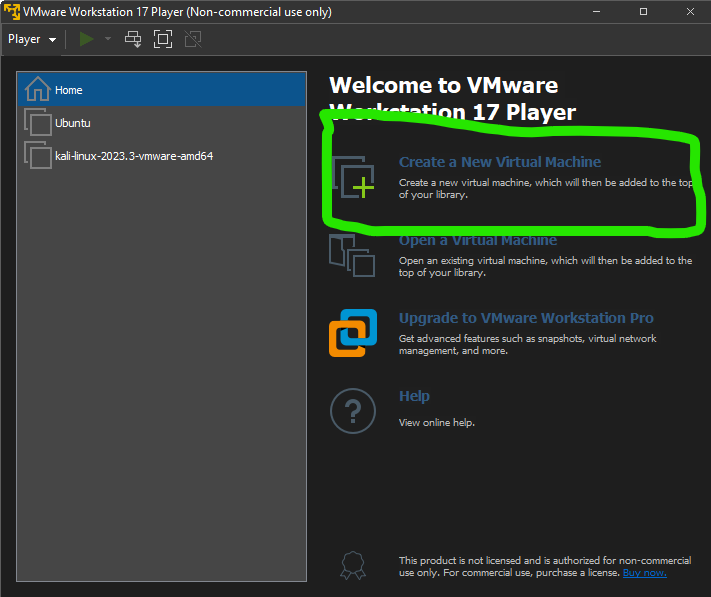 VMware Workstation 17 Player (Non-commercial use only)
Player
Home
Ubuntu
kali-linux-2023.3-vmware-amd64
Welcome to VMware
Workstation 17 Player
Create a New Virtual Machine
Create a new virtual machine, which will then be added to the top
of your library.
Open a Virtual Machine
Open an existing virtual machine, which will then be added to the
top of your library.
Upgrade to VMware Workstation Pro
Get advanced features such as snapshots, virtual network
management, and more.
Help
View online help.
This product is not licensed and is authorized for non-commercial
use only. For commercial use, purchase a license. Buy now.